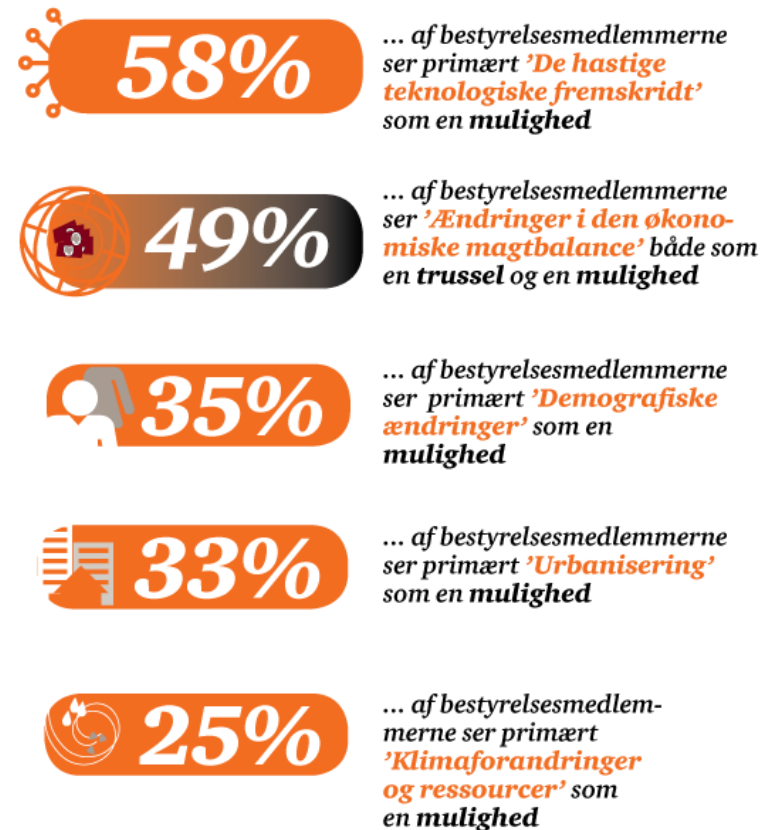 58%
... af bestyrelsesmedlemmerne
ser primært ’De hastige
teknologiske fremskridt’
som en mulighed
49%
... af bestyrelsesmedlemmerne
ser ’Ændringer i den økono-
miske magtbalance’ både som
en trussel og en mulighed
35%
... af bestyrelsesmedlemmerne
ser primært ’Demografiske
ændringer’ som en
mulighed
33%
... af bestyrelsesmedlemmerne
ser primært ’Urbanisering’
som en mulighed
25%
... af bestyrelsesmedlem-
merne ser primært
’Klimaforandringer
og ressourcer’ som
en mulighed